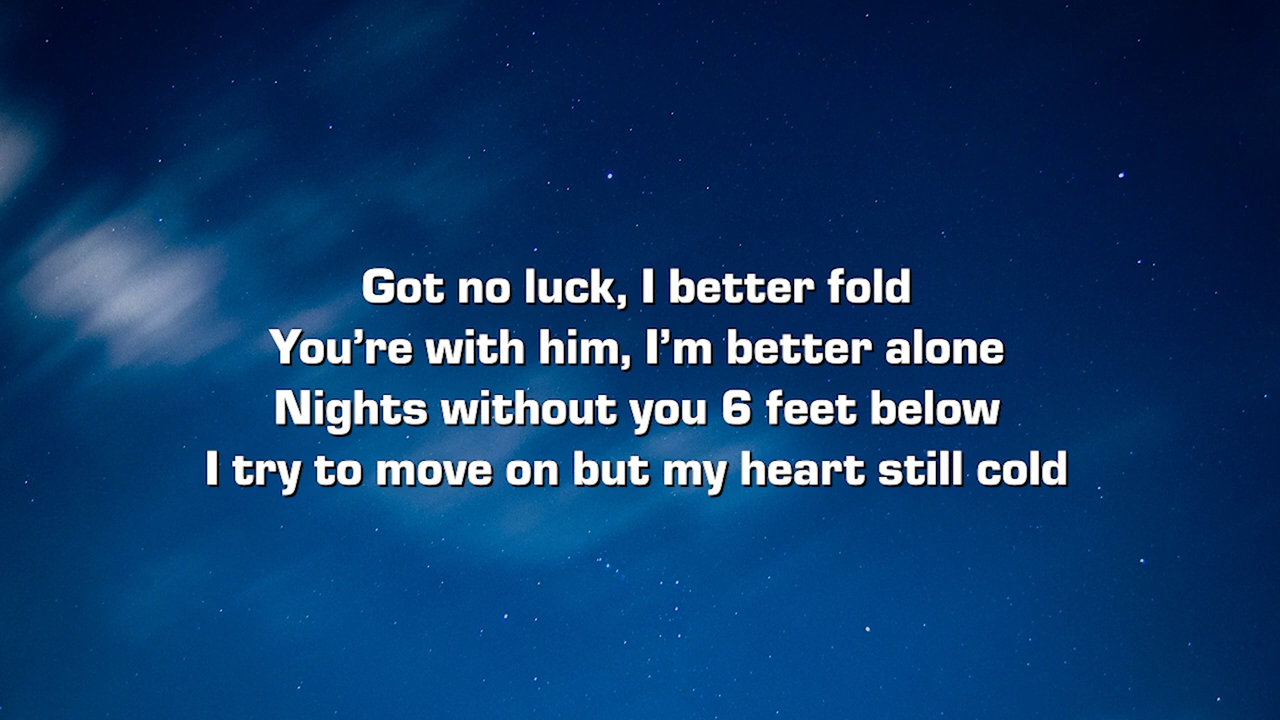 Got no luck, I better fold
You’re with him, I’m better alone
Nights without you 6 feet below
I try to move on but my heart still cold